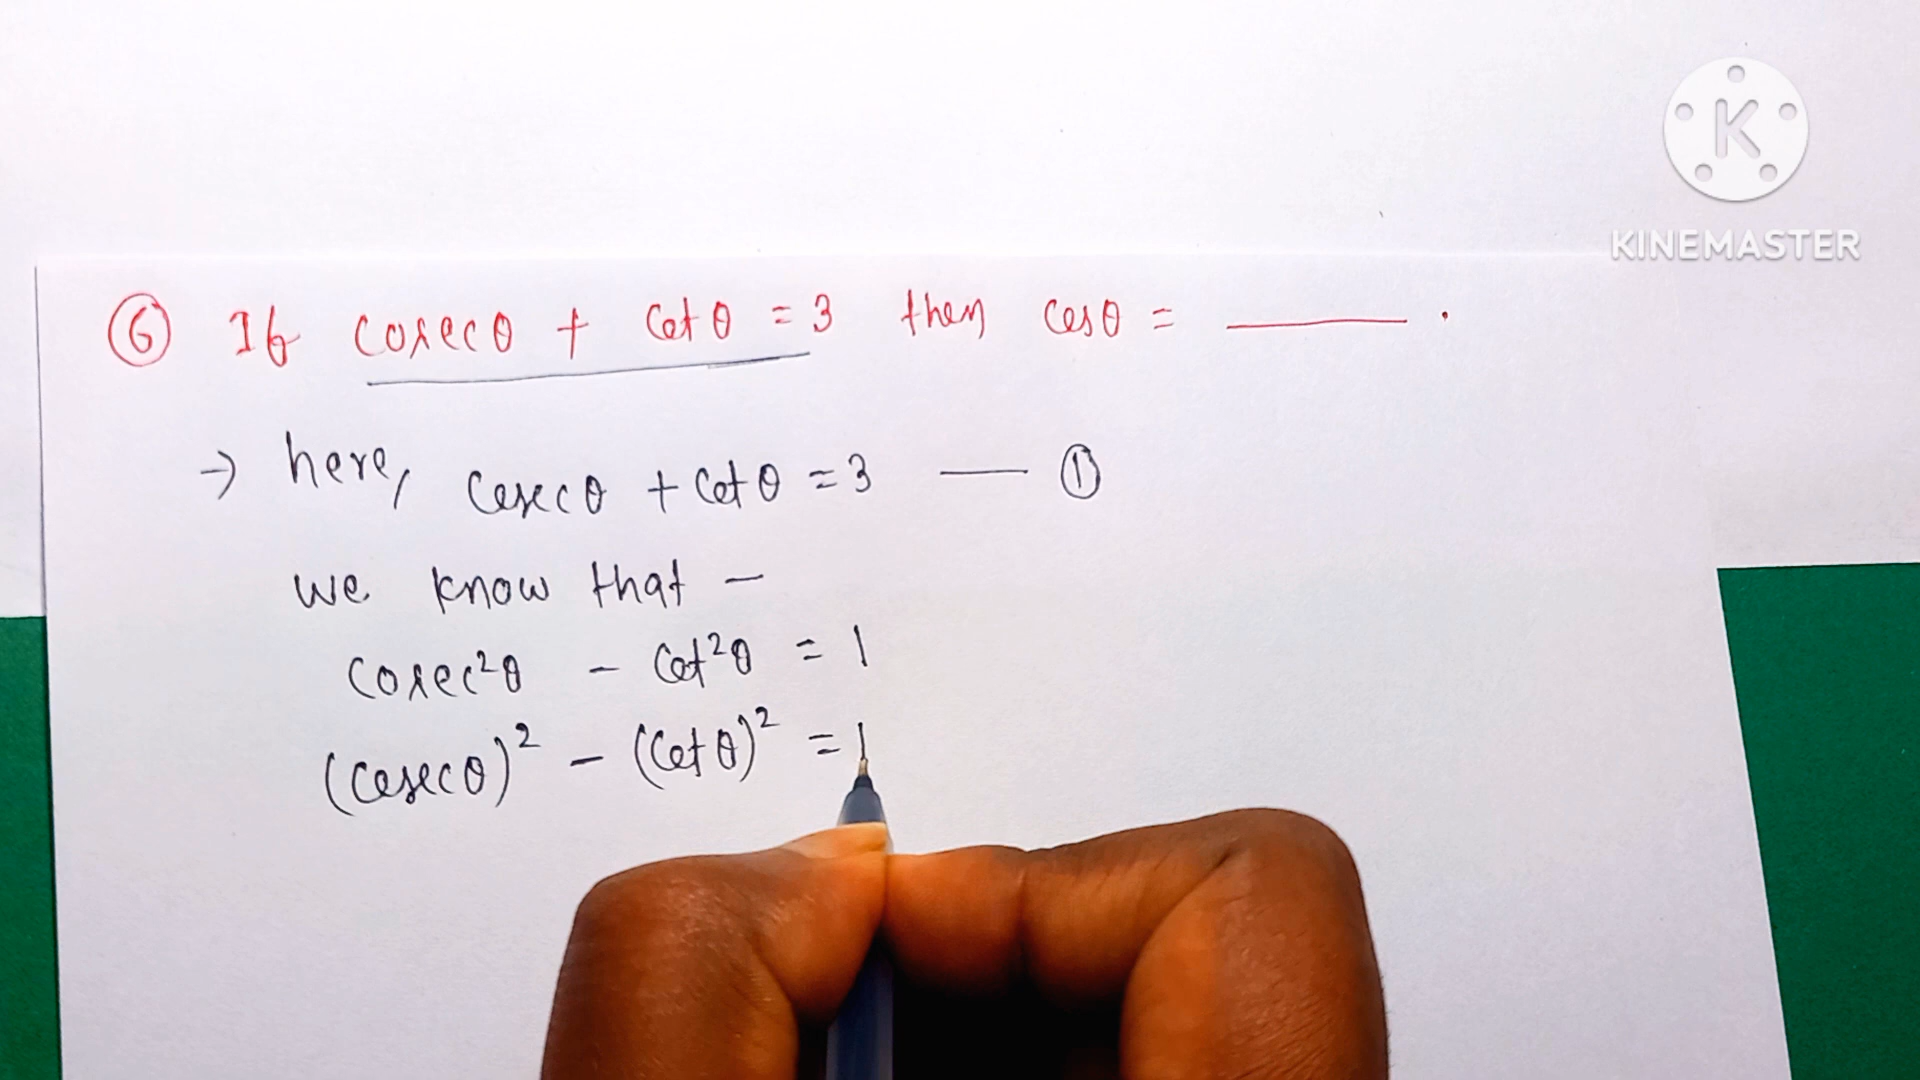 K
KINEMASTER
⑥ If cosecθ + cotθ = 3 then cosθ = ______ .
→ here, cosecθ + cotθ = 3 —— ①
we know that –
cosec²θ – cot²θ = 1
(cosecθ)² – (cotθ)² = 1